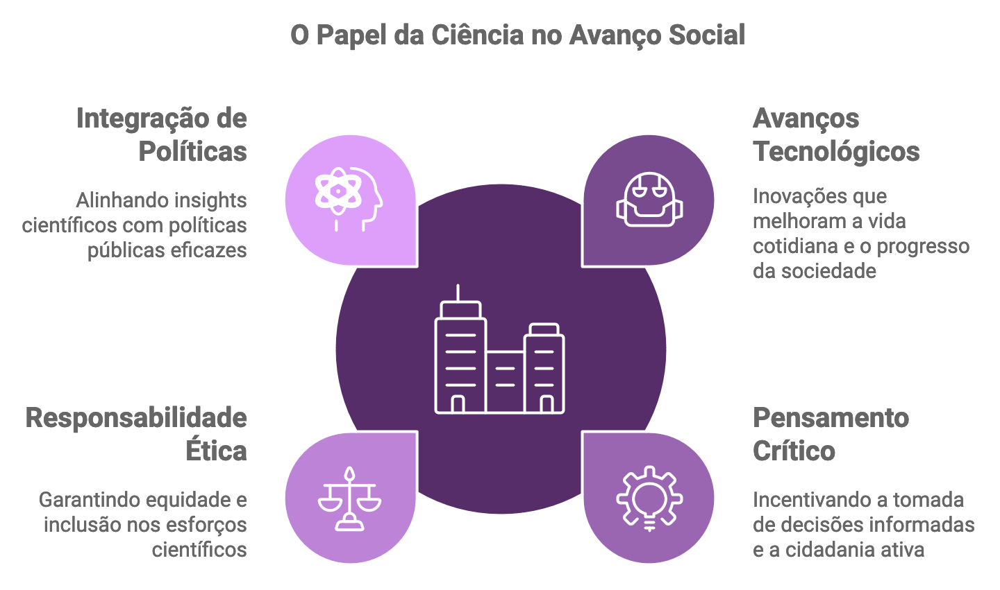 O Papel da Ciência no Avanço Social
Integração de
Políticas
Alinhando insights
científicos com políticas
públicas eficazes
Avanços
Tecnológicos
Inovações que
melhoram a vida
cotidiana e o progresso
da sociedade
Responsabilidade
Ética
Garantindo equidade e
inclusão nos esforços
científicos
Pensamento
Crítico
Incentivando a tomada
de decisões informadas
e a cidadania ativa